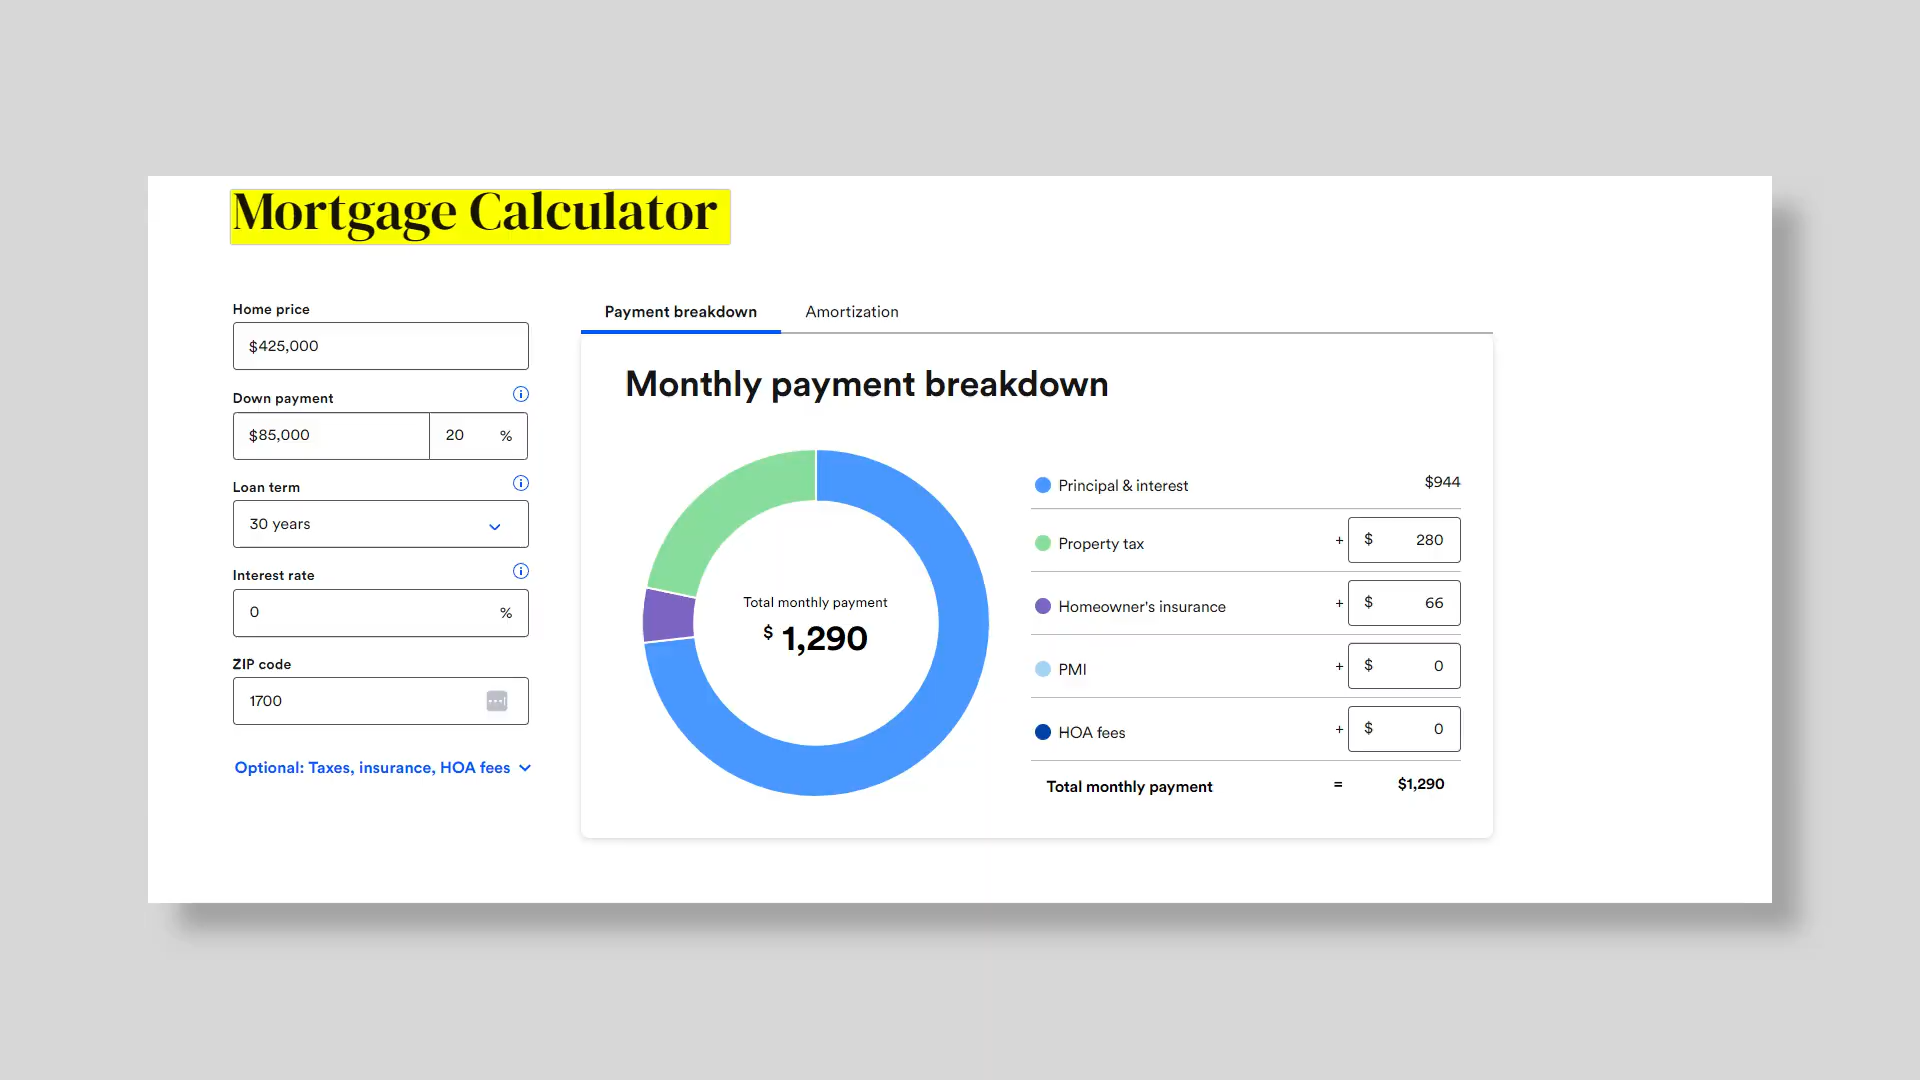 Mortgage Calculator
Home price
$425,000
Down payment
$85,000 20 %
Loan term
30 years
Interest rate
0 %
ZIP code
1700
Optional: Taxes, insurance, HOA fees
Payment breakdown Amortization
Monthly payment breakdown
Total monthly payment
$ 1,290
Principal & interest $944
Property tax + $ 280
Homeowner's insurance + $ 66
PMI + $ 0
HOA fees + $ 0
Total monthly payment = $1,290